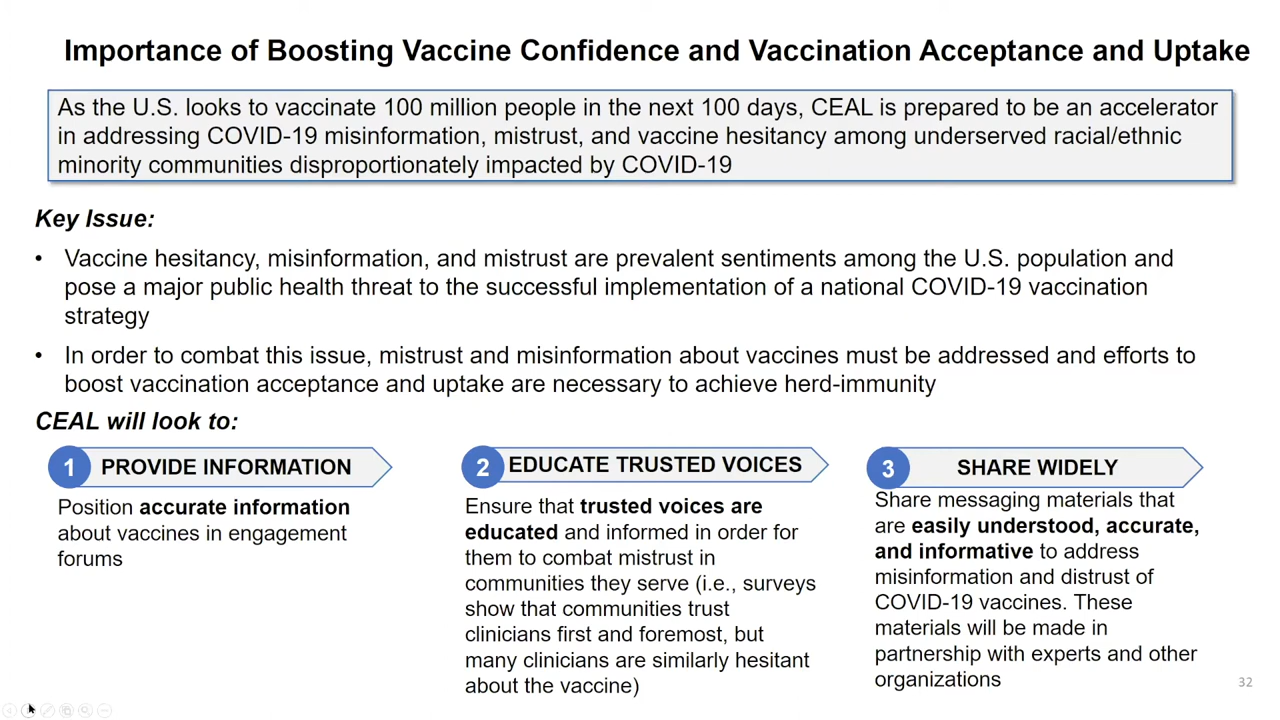 Importance of Boosting Vaccine Confidence and Vaccination Acceptance and Uptake
As the U.S. looks to vaccinate 100 million people in the next 100 days, CEAL is prepared to be an accelerator
in addressing COVID-19 misinformation, mistrust, and vaccine hesitancy among underserved racial/ethnic
minority communities disproportionately impacted by COVID-19
Key Issue:
• Vaccine hesitancy, misinformation, and mistrust are prevalent sentiments among the U.S. population and
pose a major public health threat to the successful implementation of a national COVID-19 vaccination
strategy
• In order to combat this issue, mistrust and misinformation about vaccines must be addressed and efforts to
boost vaccination acceptance and uptake are necessary to achieve herd-immunity
CEAL will look to:
1 PROVIDE INFORMATION
Position accurate information
about vaccines in engagement
forums
2 EDUCATE TRUSTED VOICES
Ensure that trusted voices are
educated and informed in order for
them to combat mistrust in
communities they serve (i.e., surveys
show that communities trust
clinicians first and foremost, but
many clinicians are similarly hesitant
about the vaccine)
3 SHARE WIDELY
Share messaging materials that
are easily understood, accurate,
and informative to address
misinformation and distrust of
COVID-19 vaccines. These
materials will be made in
partnership with experts and other
organizations
32